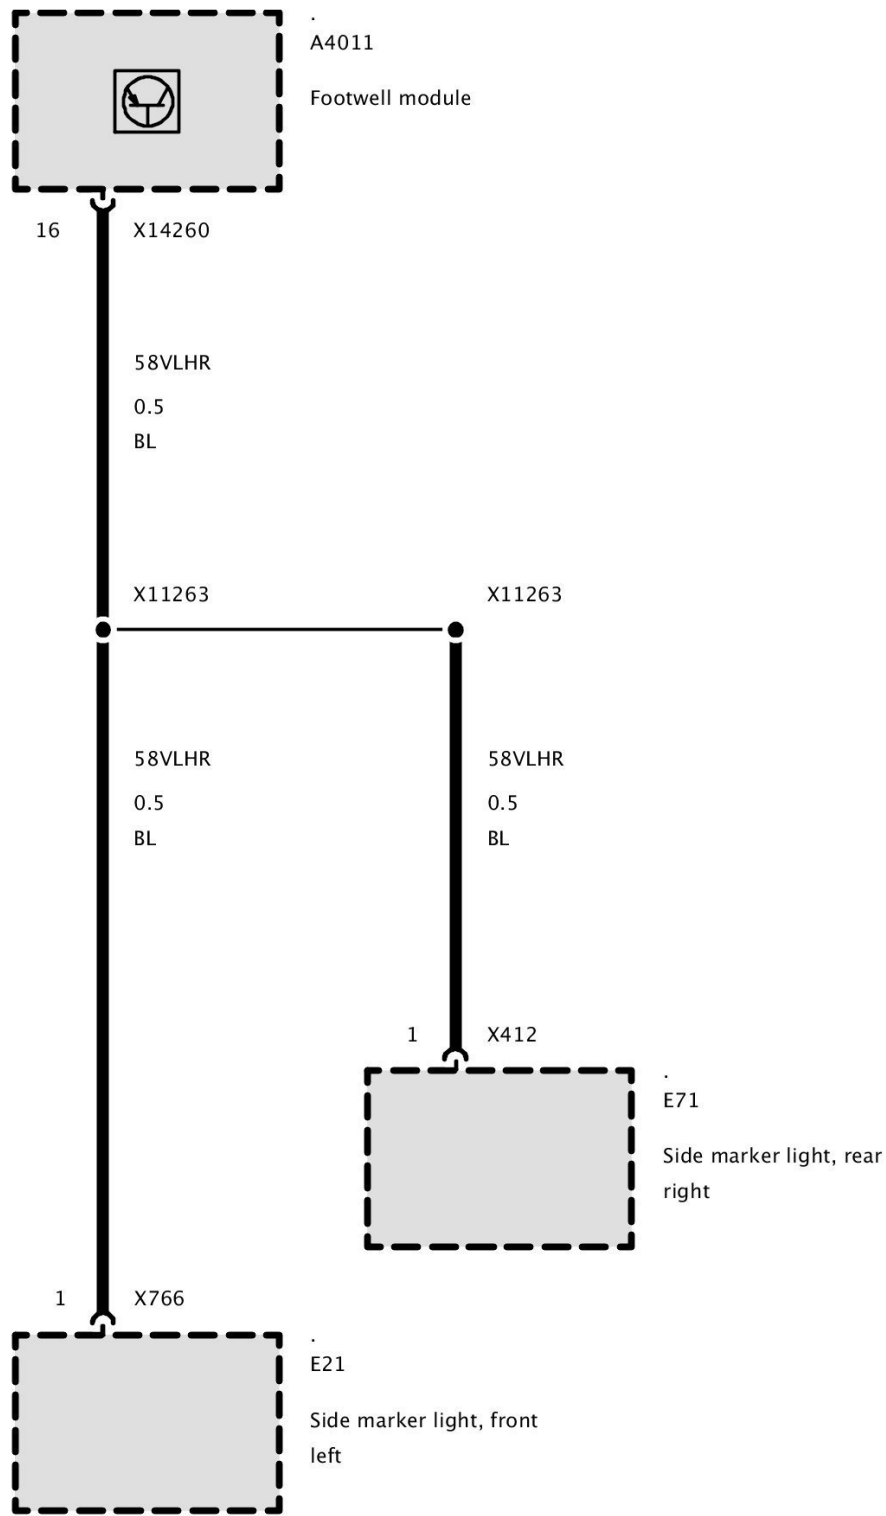 .
A4011
Footwell module
16 X14260
58VLHR
0.5
BL
X11263 X11263
58VLHR 58VLHR
0.5 0.5
BL BL
1 X412
.
E71
Side marker light, rear
right
1 X766
.
E21
Side marker light, front
left